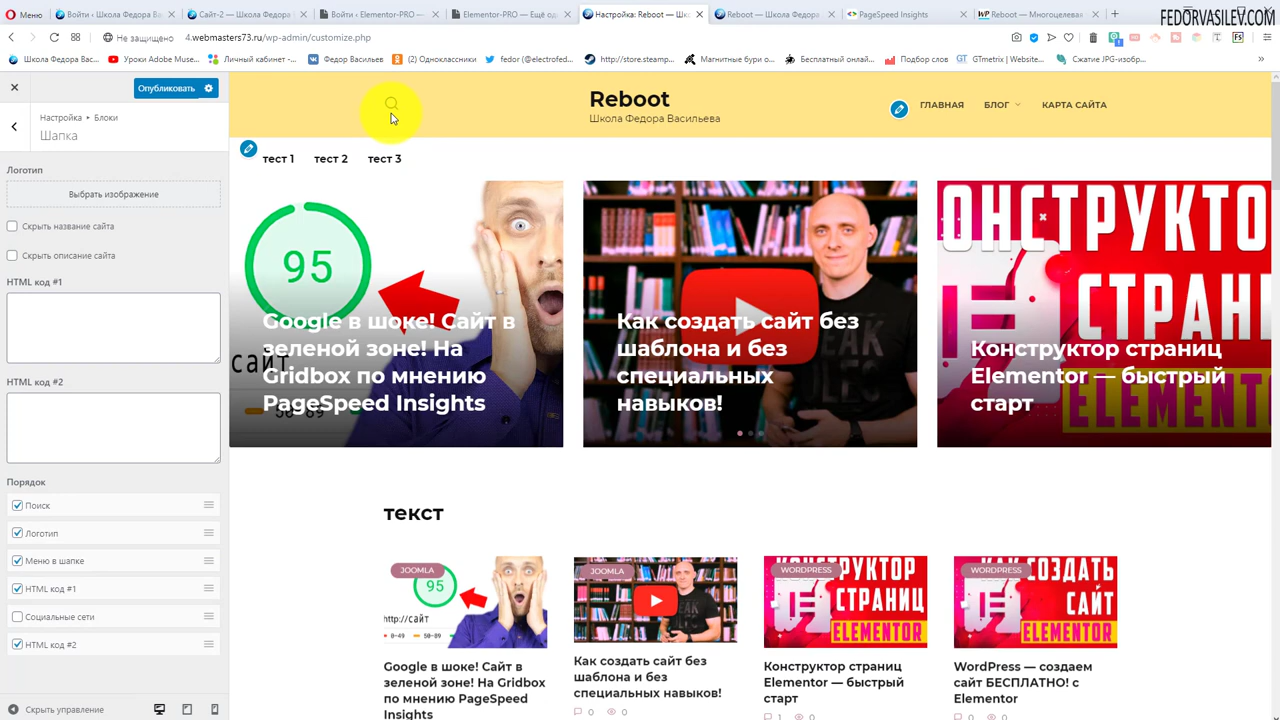 Меню
Войти ‹ Школа Федора Ва
Сайт-2 — Школа Федора
Войти ‹ Elementor-PRO —
Elementor-PRO — Ещё од
Настройка: Reboot — Шк
Reboot — Школа Федора
PageSpeed Insights
Reboot — Многоцелевая
FEDORVASILEV.COM
Не защищено
4.webmasters73.ru/wp-admin/customize.php
Школа Федора Вас...
Уроки Adobe Muse...
Личный кабинет -...
Федор Васильев
(2) Одноклассники
fedor (@electrofed...
http://store.steamp...
Магнитные бури о...
Бесплатный онлай...
Подбор слов
GTmetrix | Website...
Сжатие JPG-изобр...
Опубликовать
Настройка ▸ Блоки
Шапка
Логотип
Выбрать изображение
Скрыть название сайта
Скрыть описание сайта
HTML код #1
HTML код #2
Порядок
Поиск
Логотип
Меню в шапке
HTML код #1
Социальные сети
HTML код #2
Скрыть управление
Reboot
Школа Федора Васильева
ГЛАВНАЯ
БЛОГ
КАРТА САЙТА
тест 1
тест 2
тест 3
95
сайт
50-89
Google в шоке! Сайт в
зеленой зоне! На
Gridbox по мнению
PageSpeed Insights
Как создать сайт без
шаблона и без
специальных
навыков!
ОНСТРУКТО
СТРАН
ELEMENTO
Конструктор страниц
Elementor — быстрый
старт
текст
JOOMLA
95
http://сайт
0-49
50-89
Google в шоке! Сайт в
зеленой зоне! На Gridbox
по мнению PageSpeed
Insights
JOOMLA
Как создать сайт без
шаблона и без
специальных навыков!
0
0
WORDPRESS
КОНСТРУКТОР
СТРАНИЦ
ELEMENTOR
Конструктор страниц
Elementor — быстрый
старт
1
0
WORDPRESS
КАК СОЗДАТЬ
САЙТ
ELEMENTOR
WordPress — создаем
сайт БЕСПЛАТНО! с
Elementor
0
0